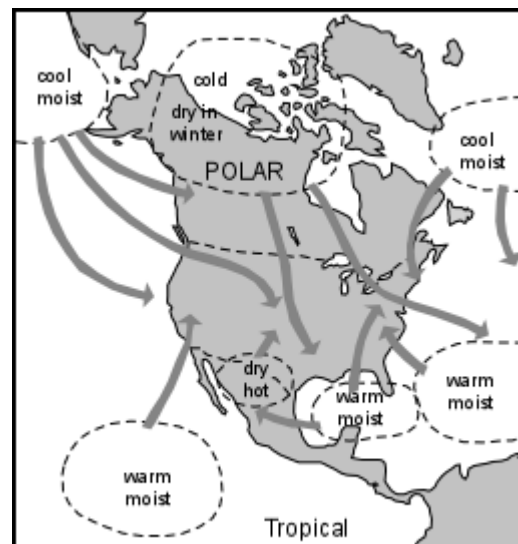 cool
moist
cold
dry in
winter
POLAR
cool
moist
dry
hot
warm
moist
warm
moist
warm
moist
Tropical